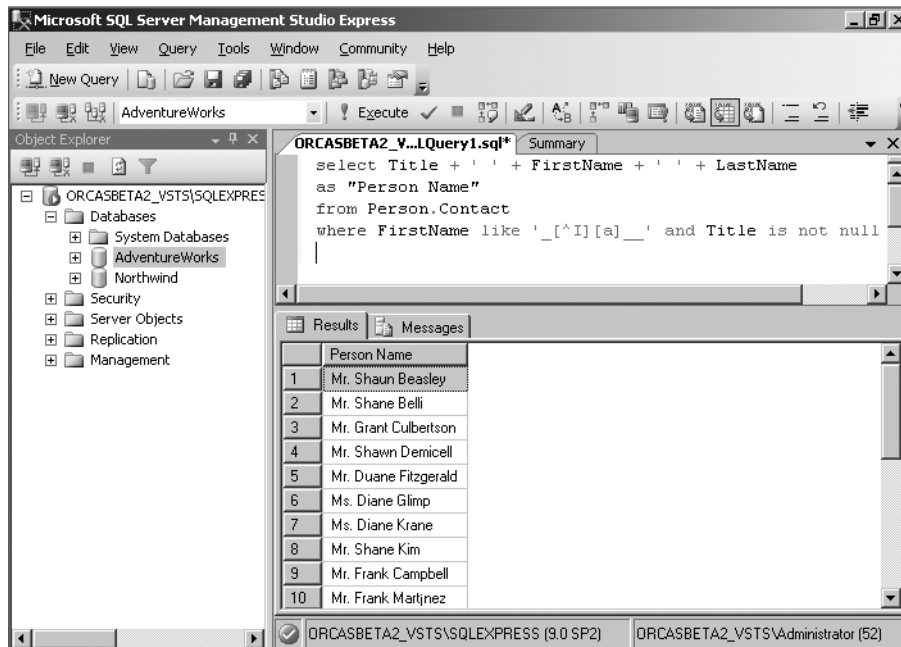 Microsoft SQL Server Management Studio Express
File Edit View Query Tools Window Community Help
New Query
AdventureWorks Execute
Object Explorer
ORCASBETA2_VSTS\SQLEXPRES
Databases
System Databases
AdventureWorks
Northwind
Security
Server Objects
Replication
Management
ORCASBETA2_V...LQuery1.sql* Summary
select Title + ' ' + FirstName + ' ' + LastName
as "Person Name"
from Person.Contact
where FirstName like '_[^I][a]__' and Title is not null
Results Messages
Person Name
1 Mr. Shaun Beasley
2 Mr. Shane Belli
3 Mr. Grant Culbertson
4 Mr. Shawn Demicell
5 Mr. Duane Fitzgerald
6 Ms. Diane Glimp
7 Ms. Diane Krane
8 Mr. Shane Kim
9 Mr. Frank Campbell
10 Mr. Frank Martjnez
ORCASBETA2_VSTS\SQLEXPRESS (9.0 SP2) ORCASBETA2_VSTS\Administrator (52)